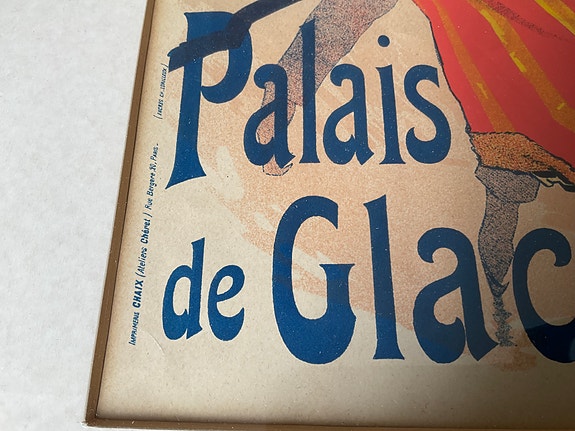 Palais
de Glac
(ENCRES CH. LORILLEUX)
IMPRIMERIE CHAIX (Ateliers Chéret) Rue Bergère, 20, PARIS.